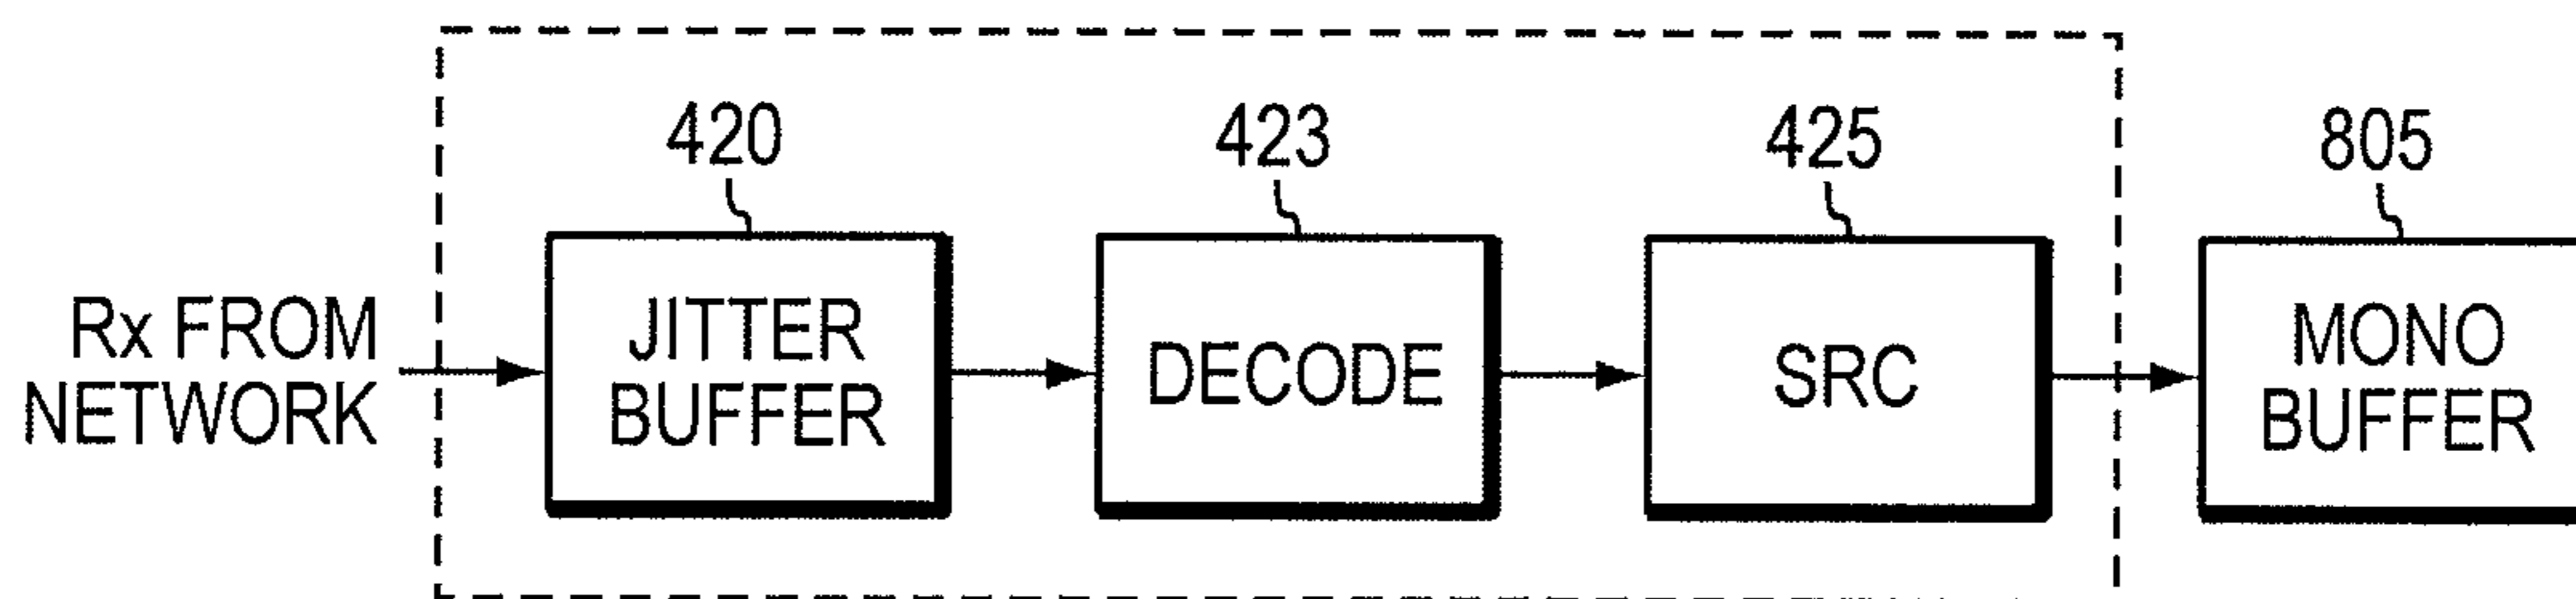 420
423
425
805
Rx FROM
NETWORK
JITTER
BUFFER
DECODE
SRC
MONO
BUFFER